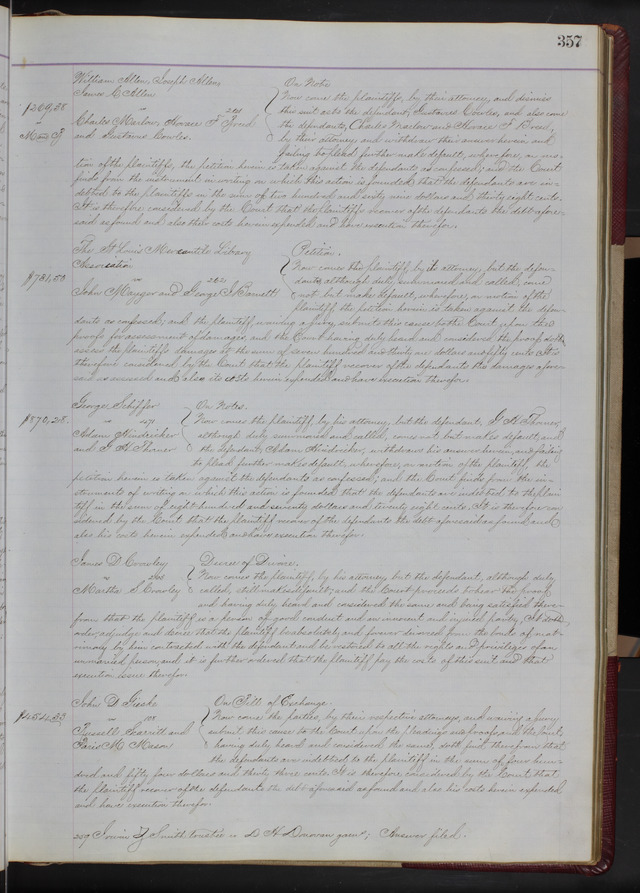 357
William Allen, Joseph Allen,
James C. Allen
vs 261
Charles Marlow, Horace F. Breed
and Gustavus Cowles.
$269,38
On Note.
Now come the plaintiffs, by their attorney, and dismiss
this suit as to the defendant, Gustavus Cowles, and also come
the defendants, Charles Marlow and Horace F. Breed,
by their attorney and withdraw their answer herein and
failing to plead further make default, wherefore, on mo-
tion of the plaintiffs, the petition herein is taken against the defendants as confessed; and the Court
finds from the instrument in writing on which this action is founded that the defendants are in-
debted to the plaintiffs in the sum of two hundred and sixty nine dollars and thirty eight cents.
It is therefore considered by the Court that the plaintiffs recover of the defendants the debt afore-
said as found and also their costs herein expended and have execution therefor.
The St Louis Mercantile Library
Association
vs 262
John Maugor and George I. Barnett
$731,50
Petition.
Now comes the plaintiff, by its attorney, but the defen-
dants, although duly summoned and called, come
not but make default, wherefore, on motion of the
plaintiff, the petition herein is taken against the defen-
dants as confessed; and the plaintiff, waiving a jury, submits this cause to the Court upon the
proofs for assessment of damages, and the Court having duly heard and considered the proof, doth
assess the plaintiffs damages at the sum of seven hundred and thirty one dollars and fifty cents. It is
therefore considered by the Court that the plaintiff recover of the defendants the damages afore-
said as assessed and also its costs herein expended and have execution therefor.
George Schiffer
vs 471
Adam Hindricker
and G. H. Thorner
$870,28.
On Notes.
Now comes the plaintiff, by his attorney, but the defendant, G. H. Thorner,
although duly summoned and called, comes not but makes default, and
the defendant, Adam Hindricker, withdraws his answer herein, and failing
to plead further makes default, wherefore, on motion of the plaintiff, the
petition herein is taken against the defendants as confessed; and the Court finds from the in-
struments of writing on which this action is founded that the defendants are indebted to the plain-
tiff in the sum of eight hundred and seventy dollars and twenty eight cents. It is therefore con-
sidered by the Court that the plaintiff recover of the defendants the debt aforesaid as found and
also his costs herein expended and have execution therefor.
James D. Crowley
vs
Martha S. Crowley
Decree of Divorce.
Now comes the plaintiff, by his attorney, but the defendant, although duly
called, still makes default; and the Court proceeds to hear the proof
and having duly heard and considered the same and being satisfied there-
from that the plaintiff is a person of good conduct and an innocent and injured party, It doth
order, adjudge and decree that the plaintiff be absolutely and forever divorced from the bonds of mat-
rimony by him contracted with the defendant and be restored to all the rights and privileges of an
unmarried person, and it is further ordered that the plaintiff pay the costs of this suit and that
execution issue therefor.
John D.
vs 108
Russell Scarritt and
Paris M. Mason
$454,33
On Bill of Exchange.
Now come the parties, by their respective attorneys, and waiving a jury
submit this cause to the Court upon the pleadings and proofs, and the Court,
having duly heard and considered the same, doth find therefrom that
the defendants are indebted to the plaintiff in the sum of four hun-
dred and fifty four dollars and thirty three cents. It is therefore considered by the Court that
the plaintiff recover of the defendants the debt aforesaid as found and also his costs herein expended
and have execution therefor.
259 Irwin Z. Smith trustee vs D. H. Donovan garnt; Answer filed.